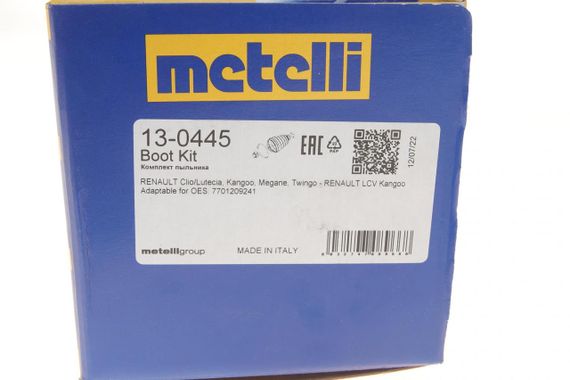 metelli
13-0445
Boot Kit
Комплект пыльника
EAC
PAP
12/07/22
RENAULT Clio/Lutecia, Kangoo, Megane, Twingo - RENAULT LCV Kangoo
Adaptable for OES: 7701209241
metelligroup
MADE IN ITALY